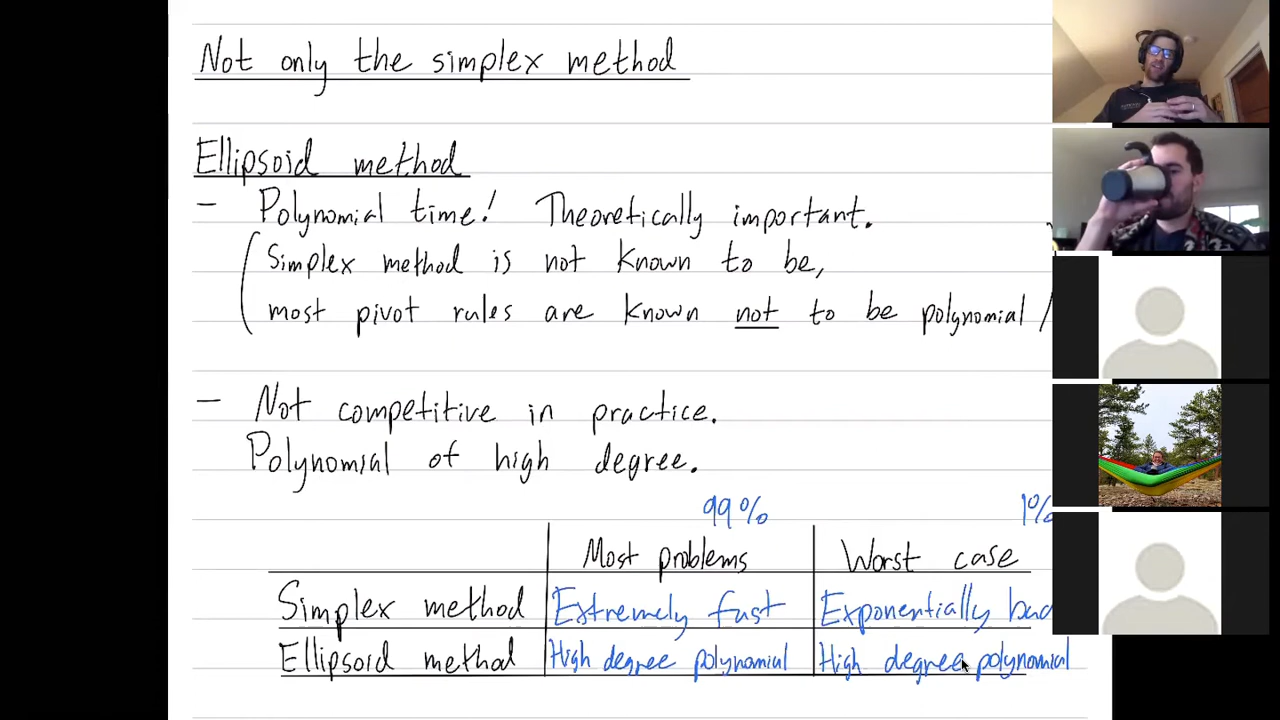 Not only the simplex method
Ellipsoid method
- Polynomial time! Theoretically important.
(Simplex method is not known to be,
most pivot rules are known not to be polynomial)
- Not competitive in practice.
Polynomial of high degree.
99% 1%
Most problems Worst case
Simplex method Extremely fast Exponentially bad
Ellipsoid method High degree polynomial High degree polynomial